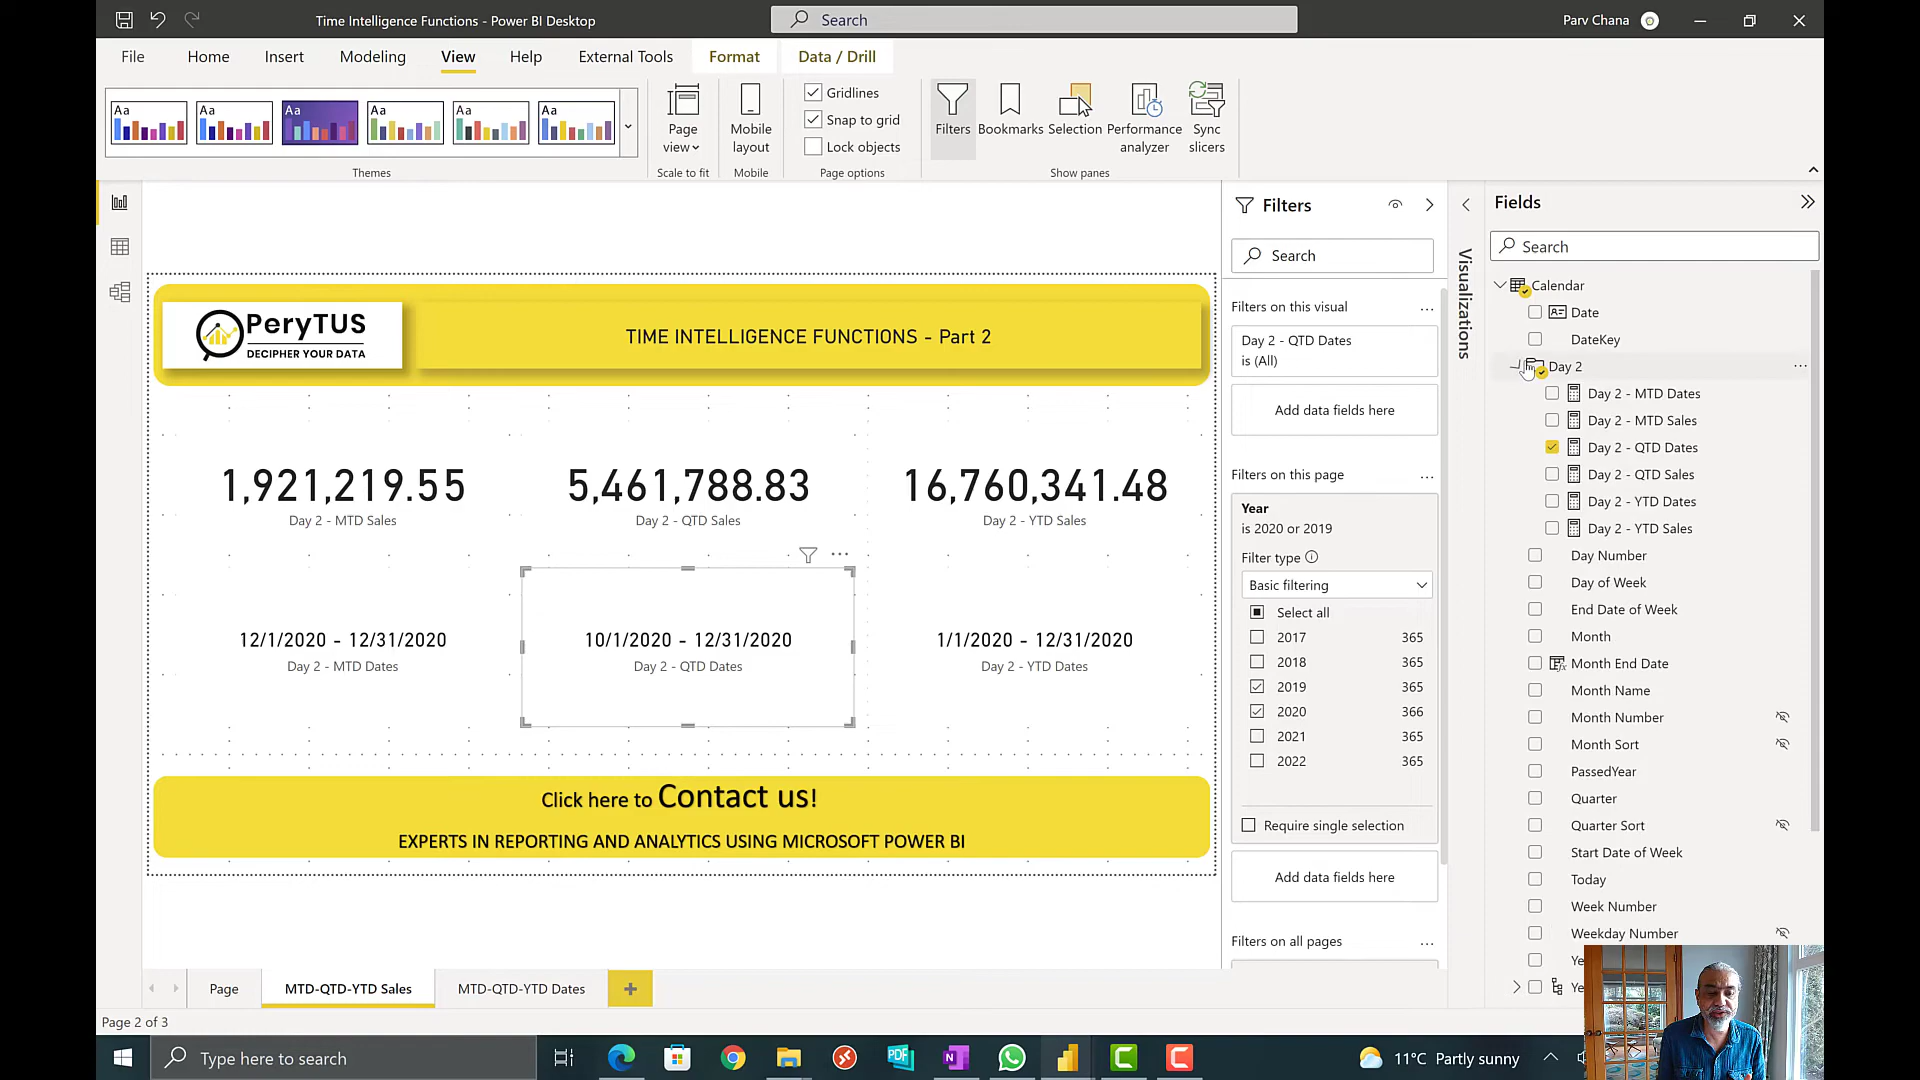 Time Intelligence Functions - Power BI Desktop
Search
Parv Chana
File
Home
Insert
Modeling
View
Help
External Tools
Format
Data / Drill
Aa
Aa
Aa
Aa
Aa
Aa
Themes
Page
view
Scale to fit
Mobile
layout
Mobile
Gridlines
Snap to grid
Lock objects
Page options
Filters
Bookmarks
Selection
Performance
analyzer
Sync
slicers
Show panes
PeryTUS
DECIPHER YOUR DATA
TIME INTELLIGENCE FUNCTIONS - Part 2
1,921,219.55
Day 2 - MTD Sales
5,461,788.83
Day 2 - QTD Sales
16,760,341.48
Day 2 - YTD Sales
12/1/2020 - 12/31/2020
Day 2 - MTD Dates
10/1/2020 - 12/31/2020
Day 2 - QTD Dates
1/1/2020 - 12/31/2020
Day 2 - YTD Dates
Click here to Contact us!
EXPERTS IN REPORTING AND ANALYTICS USING MICROSOFT POWER BI
Filters
Search
Filters on this visual
Day 2 - QTD Dates
is (All)
Add data fields here
Filters on this page
Year
is 2020 or 2019
Filter type
Basic filtering
Select all
2017 365
2018 365
2019 365
2020 366
2021 365
2022 365
Require single selection
Add data fields here
Filters on all pages
Visualizations
Fields
Search
Calendar
Date
DateKey
Day 2
Day 2 - MTD Dates
Day 2 - MTD Sales
Day 2 - QTD Dates
Day 2 - QTD Sales
Day 2 - YTD Dates
Day 2 - YTD Sales
Day Number
Day of Week
End Date of Week
Month
Month End Date
Month Name
Month Number
Month Sort
PassedYear
Quarter
Quarter Sort
Start Date of Week
Today
Week Number
Weekday Number
Page
MTD-QTD-YTD Sales
MTD-QTD-YTD Dates
Page 2 of 3
Type here to search
PDF
11°C Partly sunny